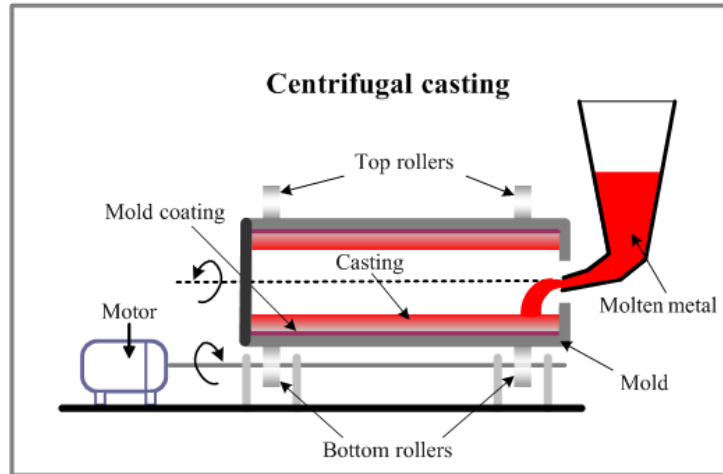 Centrifugal casting
Top rollers
Mold coating
Casting
Molten metal
Motor
Mold
Bottom rollers